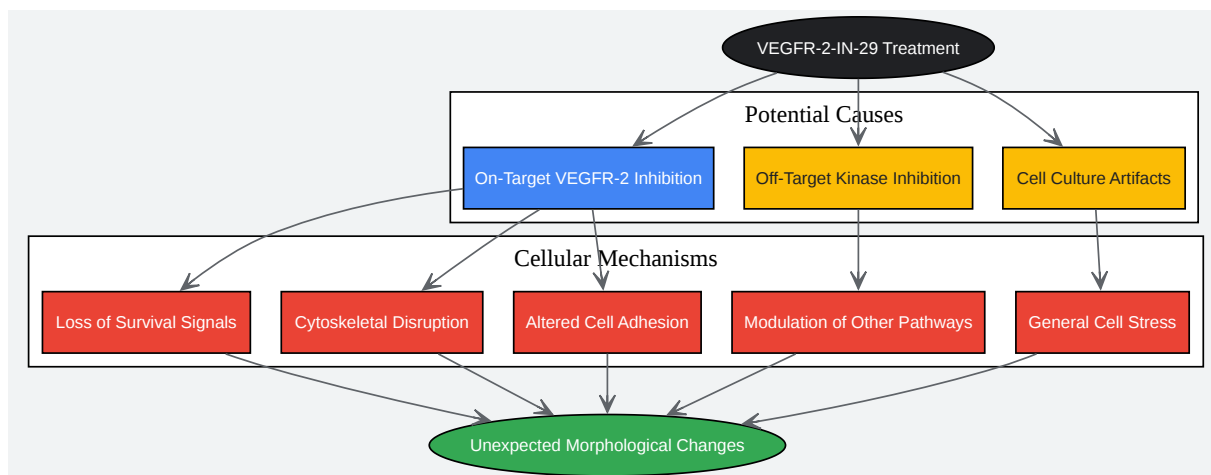 VEGFR-2-IN-29 Treatment
Potential Causes
On-Target VEGFR-2 Inhibition
Off-Target Kinase Inhibition
Cell Culture Artifacts
Cellular Mechanisms
Loss of Survival Signals
Cytoskeletal Disruption
Altered Cell Adhesion
Modulation of Other Pathways
General Cell Stress
Unexpected Morphological Changes